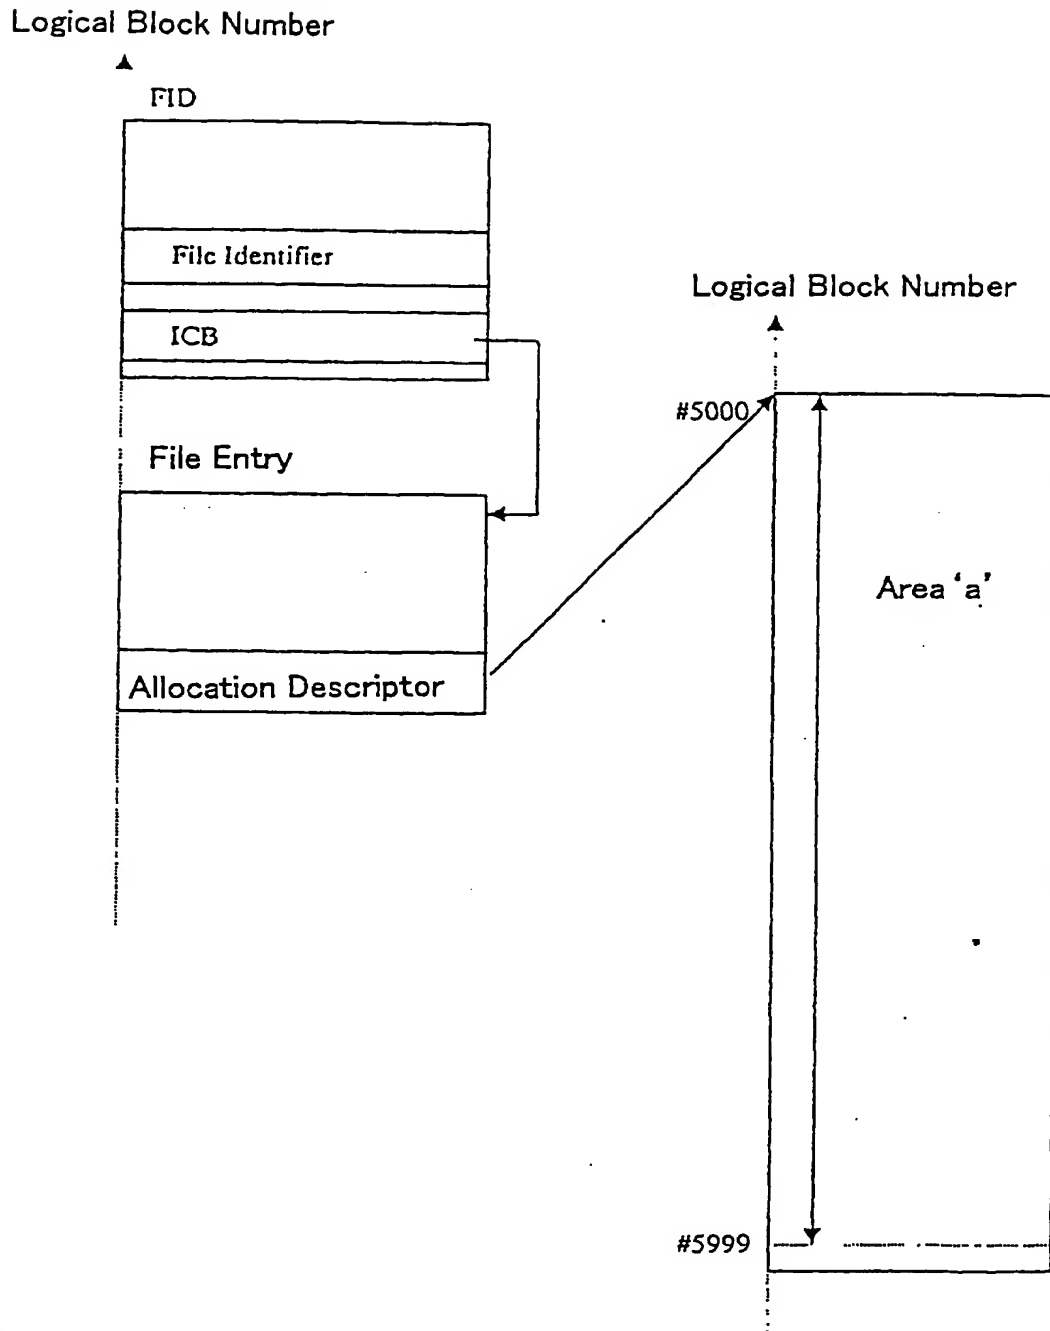 Logical Block Number
FID
File Identifier
ICB
File Entry
Allocation Descriptor
Logical Block Number
#5000
Area 'a'
#5999